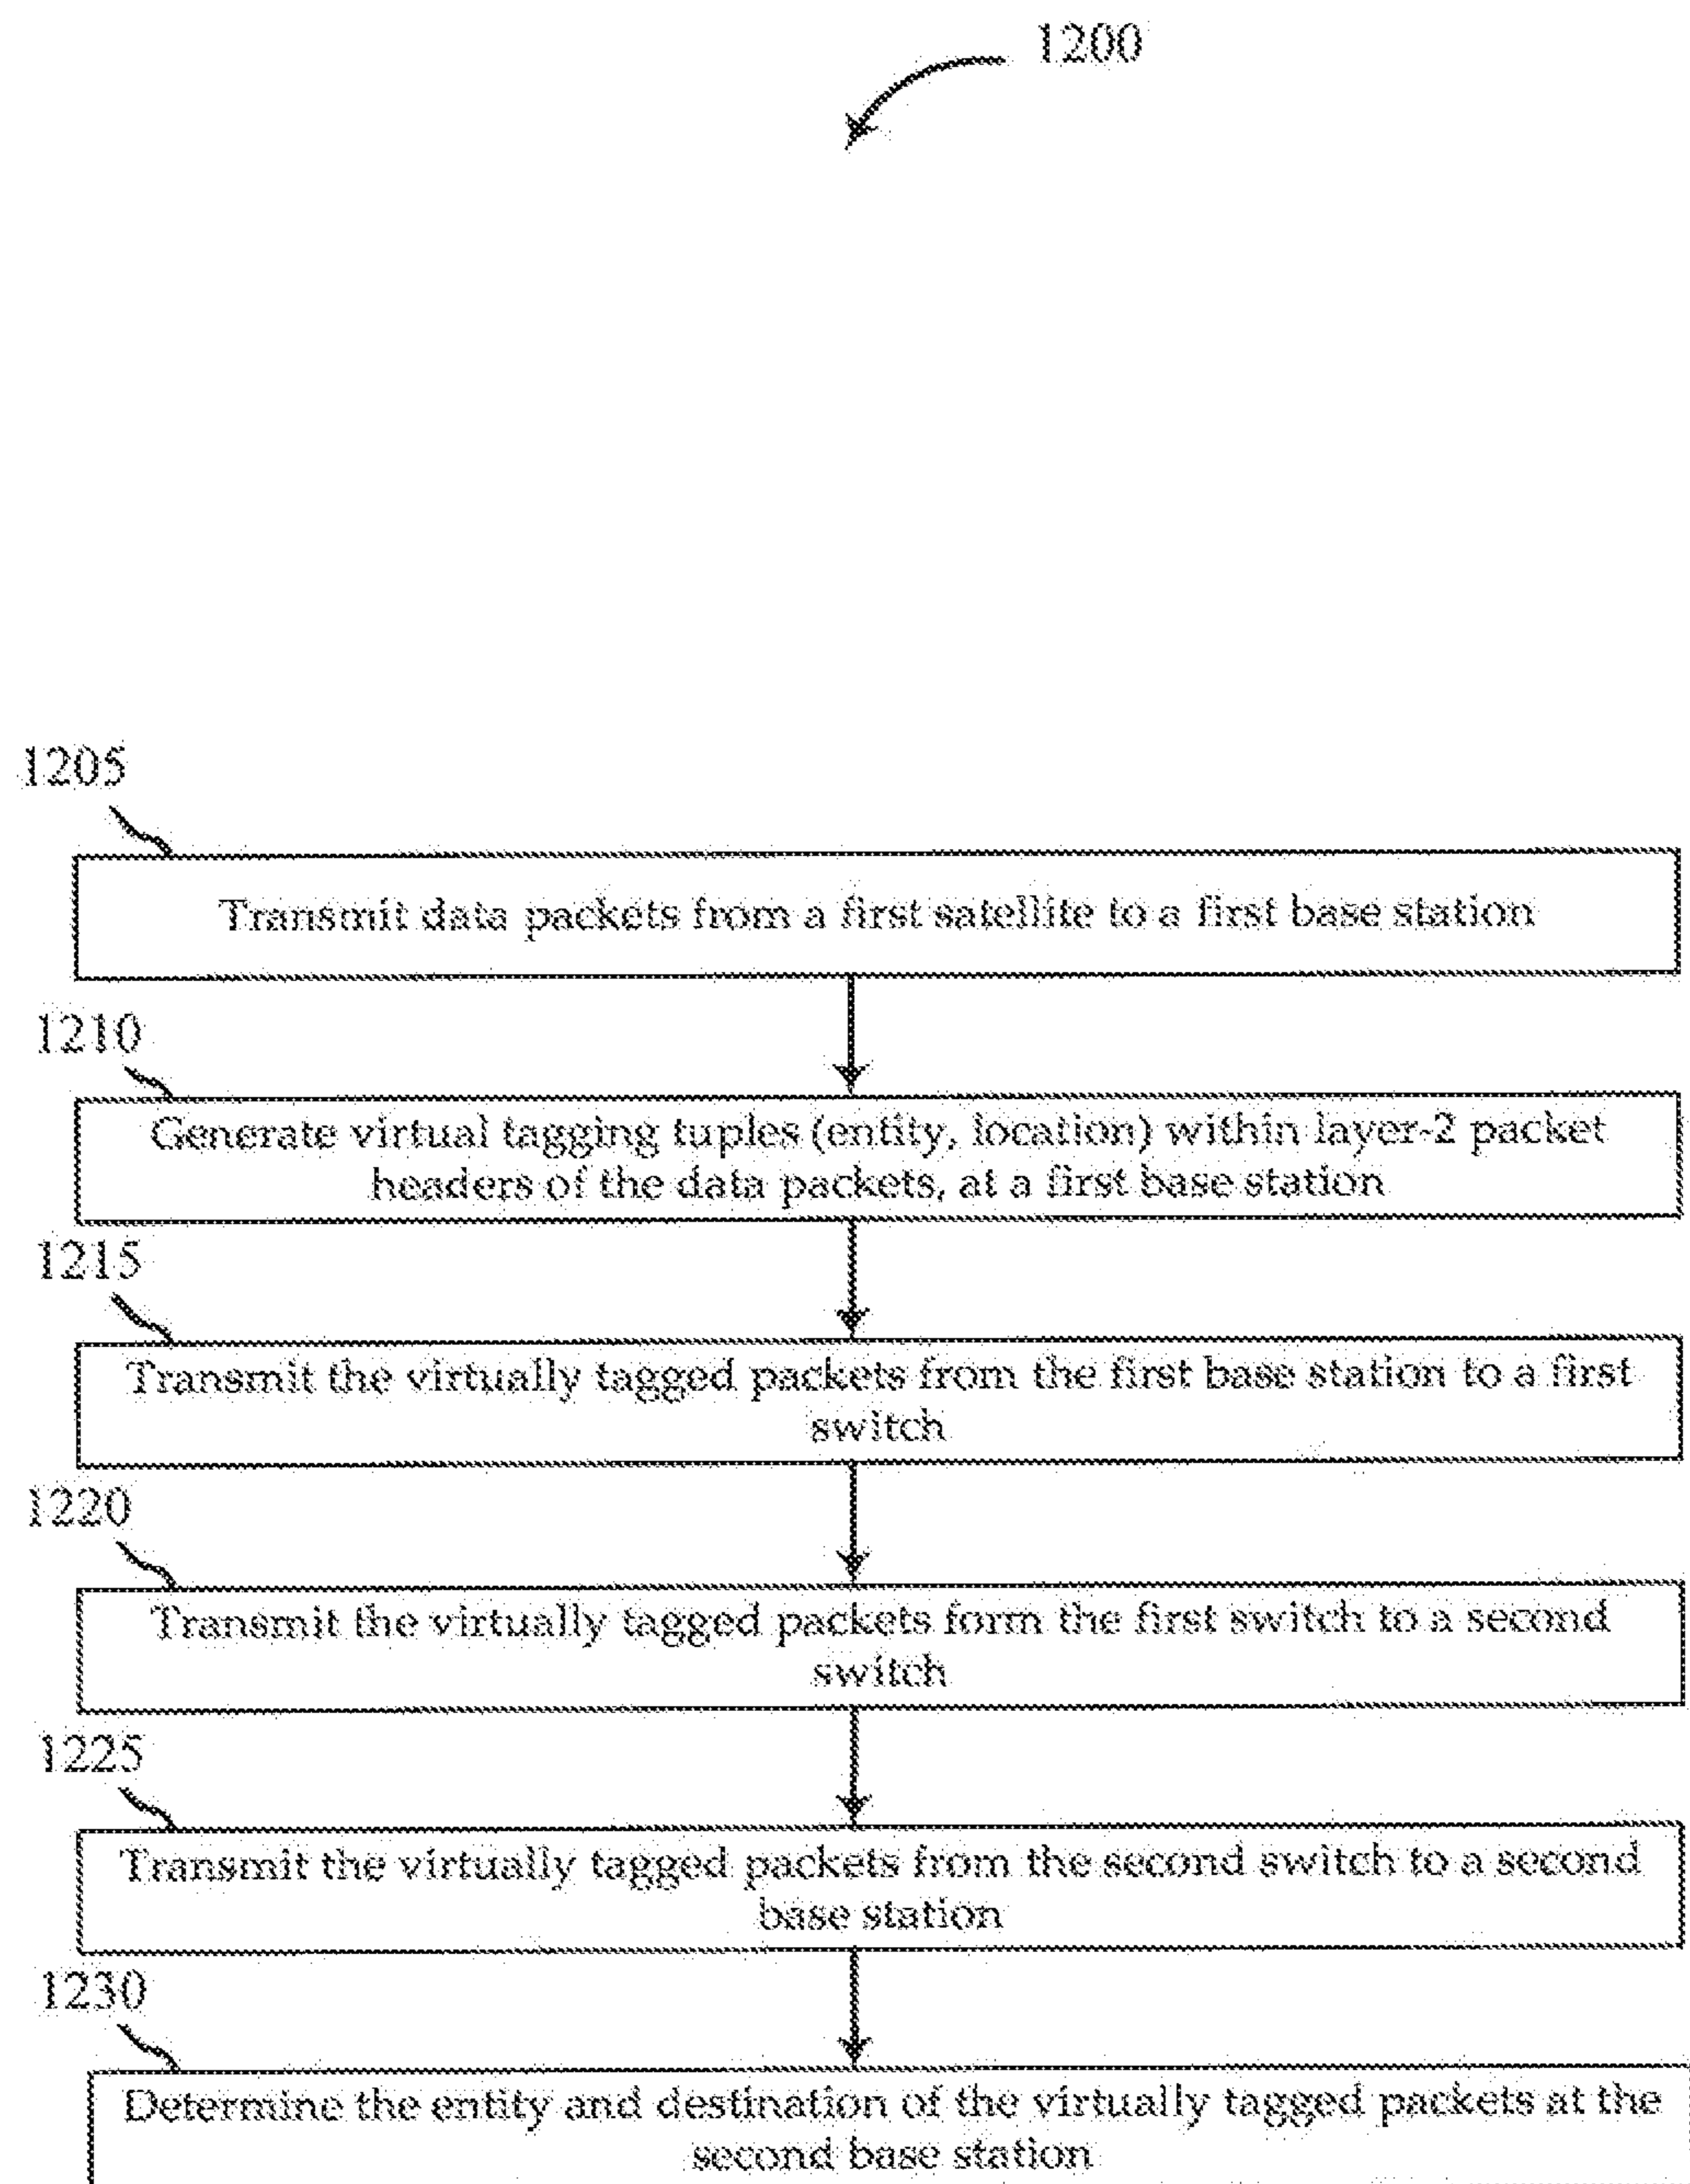 1200
1205
Transmit data packets from a first satellite to a first base station
1210
Generate virtual tagging tuples (entity, location) within layer-2 packet
headers of the data packets, at a first base station
1215
Transmit the virtually tagged packets from the first base station to a first
switch
1220
Transmit the virtually tagged packets form the first switch to a second
switch
1225
Transmit the virtually tagged packets from the second switch to a second
base station
1230
Determine the entity and destination of the virtually tagged packets at the
second base station